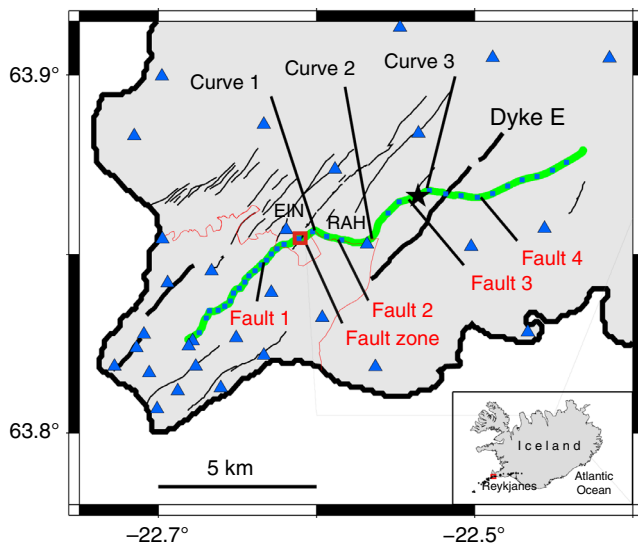 63.9°
63.8°
−22.7°
−22.5°
Curve 1
Curve 2
Curve 3
Dyke E
EIN
RAH
Fault 1
Fault 2
Fault 3
Fault 4
Fault zone
5 km
Iceland
Reykjanes
Atlantic
Ocean